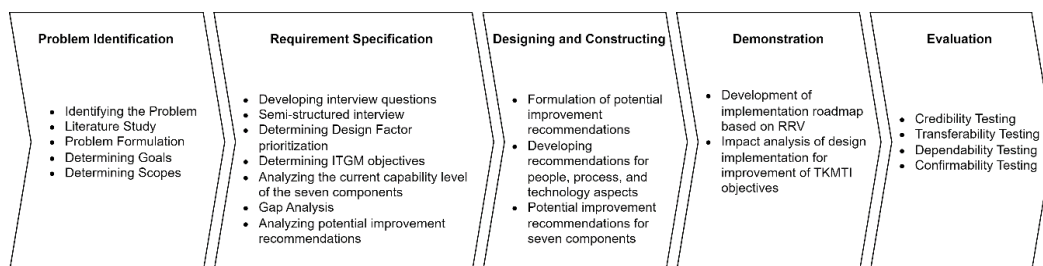 Problem Identification
• Identifying the Problem
• Literature Study
• Problem Formulation
• Determining Goals
• Determining Scopes
Requirement Specification
• Developing interview questions
• Semi-structured interview
• Determining Design Factor
prioritization
• Determining ITGM objectives
• Analyzing the current capability level
of the seven components
• Gap Analysis
• Analyzing potential improvement
recommendations
Designing and Constructing
• Formulation of potential
improvement
recommendations
• Developing
recommendations for
people, process, and
technology aspects
• Potential improvement
recommendations for
seven components
Demonstration
• Development of
implementation roadmap
based on RRV
• Impact analysis of design
implementation for
improvement of TKMTI
objectives
Evaluation
• Credibility Testing
• Transferability Testing
• Dependability Testing
• Confirmability Testing